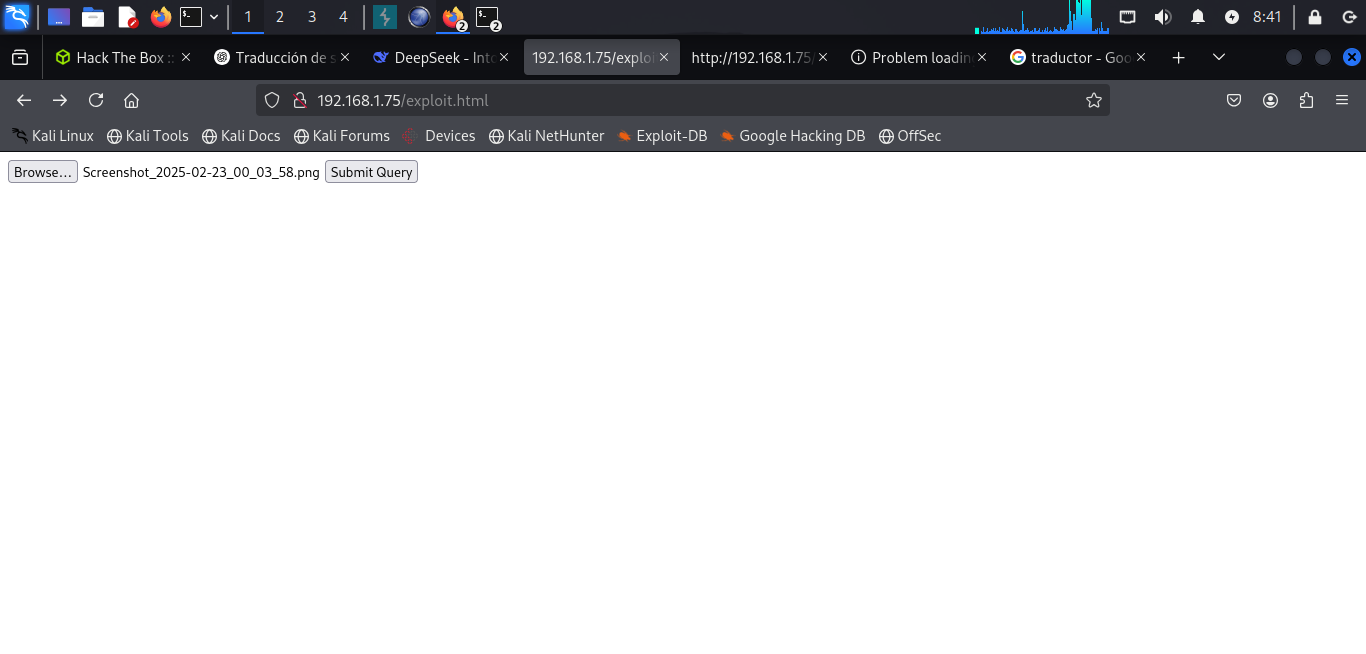 1 2 3 4 2 2 8:41
Hack The Box :: Traducción de s DeepSeek - Into 192.168.1.75/exploi http://192.168.1.75/ Problem loading traductor - Goo
192.168.1.75/exploit.html
Kali Linux Kali Tools Kali Docs Kali Forums Devices Kali NetHunter Exploit-DB Google Hacking DB OffSec
Browse... Screenshot_2025-02-23_00_03_58.png Submit Query